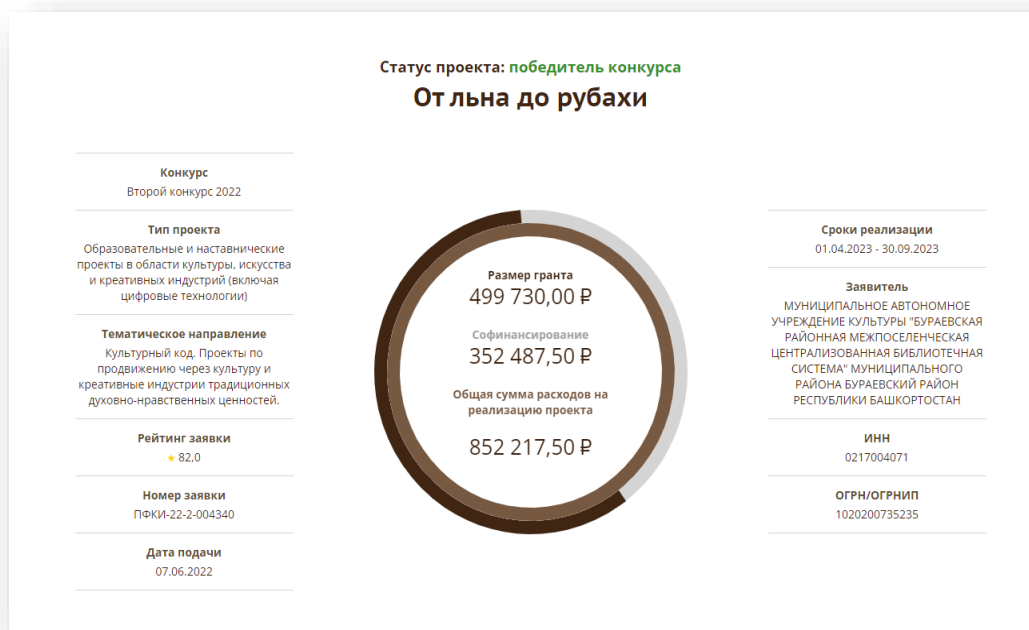 Статус проекта: победитель конкурса
От льна до рубахи
Конкурс
Второй конкурс 2022
Тип проекта
Образовательные и наставнические
проекты в области культуры, искусства
и креативных индустрий (включая
цифровые технологии)
Тематическое направление
Культурный код. Проекты по
продвижению через культуру и
креативные индустрии традиционных
духовно-нравственных ценностей.
Рейтинг заявки
82,0
Номер заявки
ПФКИ-22-2-004340
Дата подачи
07.06.2022
Размер гранта
499 730,00 ₽
Софинансирование
352 487,50 ₽
Общая сумма расходов на
реализацию проекта
852 217,50 ₽
Сроки реализации
01.04.2023 - 30.09.2023
Заявитель
МУНИЦИПАЛЬНОЕ АВТОНОМНОЕ
УЧРЕЖДЕНИЕ КУЛЬТУРЫ "БУРАЕВСКАЯ
РАЙОННАЯ МЕЖПОСЕЛЕНЧЕСКАЯ
ЦЕНТРАЛИЗОВАННАЯ БИБЛИОТЕЧНАЯ
СИСТЕМА" МУНИЦИПАЛЬНОГО
РАЙОНА БУРАЕВСКИЙ РАЙОН
РЕСПУБЛИКИ БАШКОРТОСТАН
ИНН
0217004071
ОГРН/ОГРНИП
1020200735235